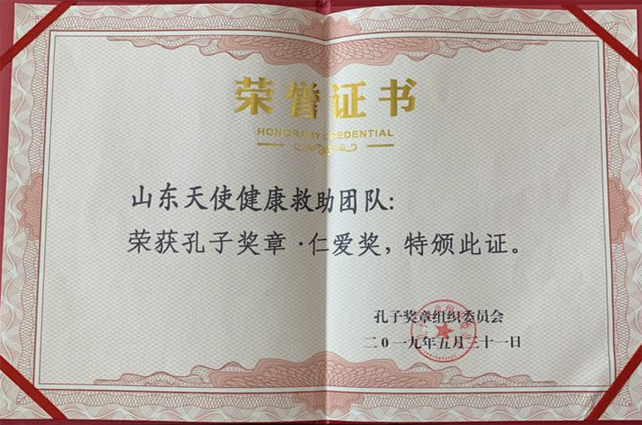 荣誉证书
HONORARY CREDENTIAL
山东天使健康救助团队:
荣获孔子奖章·仁爱奖，特颁此证。
孔子奖章组织委员会
二0一九年五月三十一日